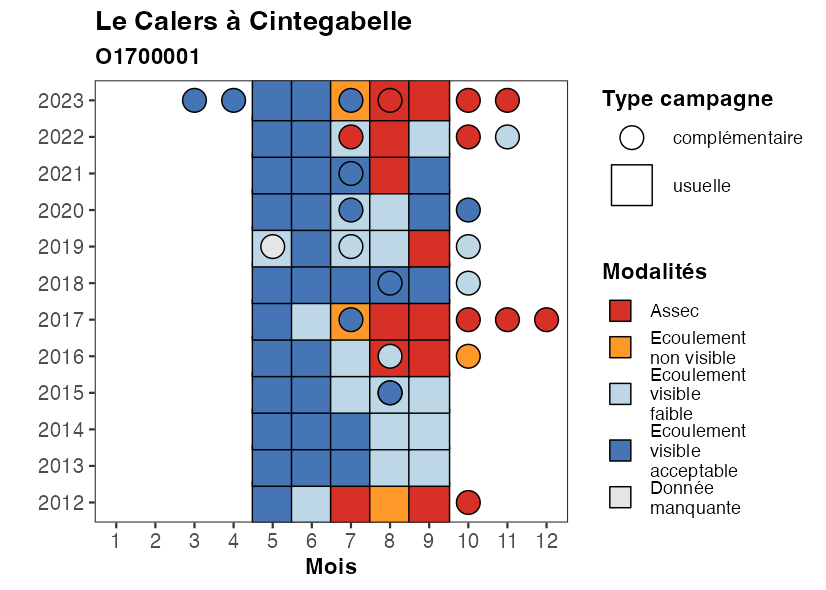 Le Calers à Cintegabelle
O1700001
2023
2022
2021
2020
2019
2018
2017
2016
2015
2014
2013
2012
1 2 3 4 5 6 7 8 9 10 11 12
Mois
Type campagne
complémentaire
usuelle
Modalités
Assec
Ecoulement
non visible
Ecoulement
visible
faible
Ecoulement
visible
acceptable
Donnée
manquante